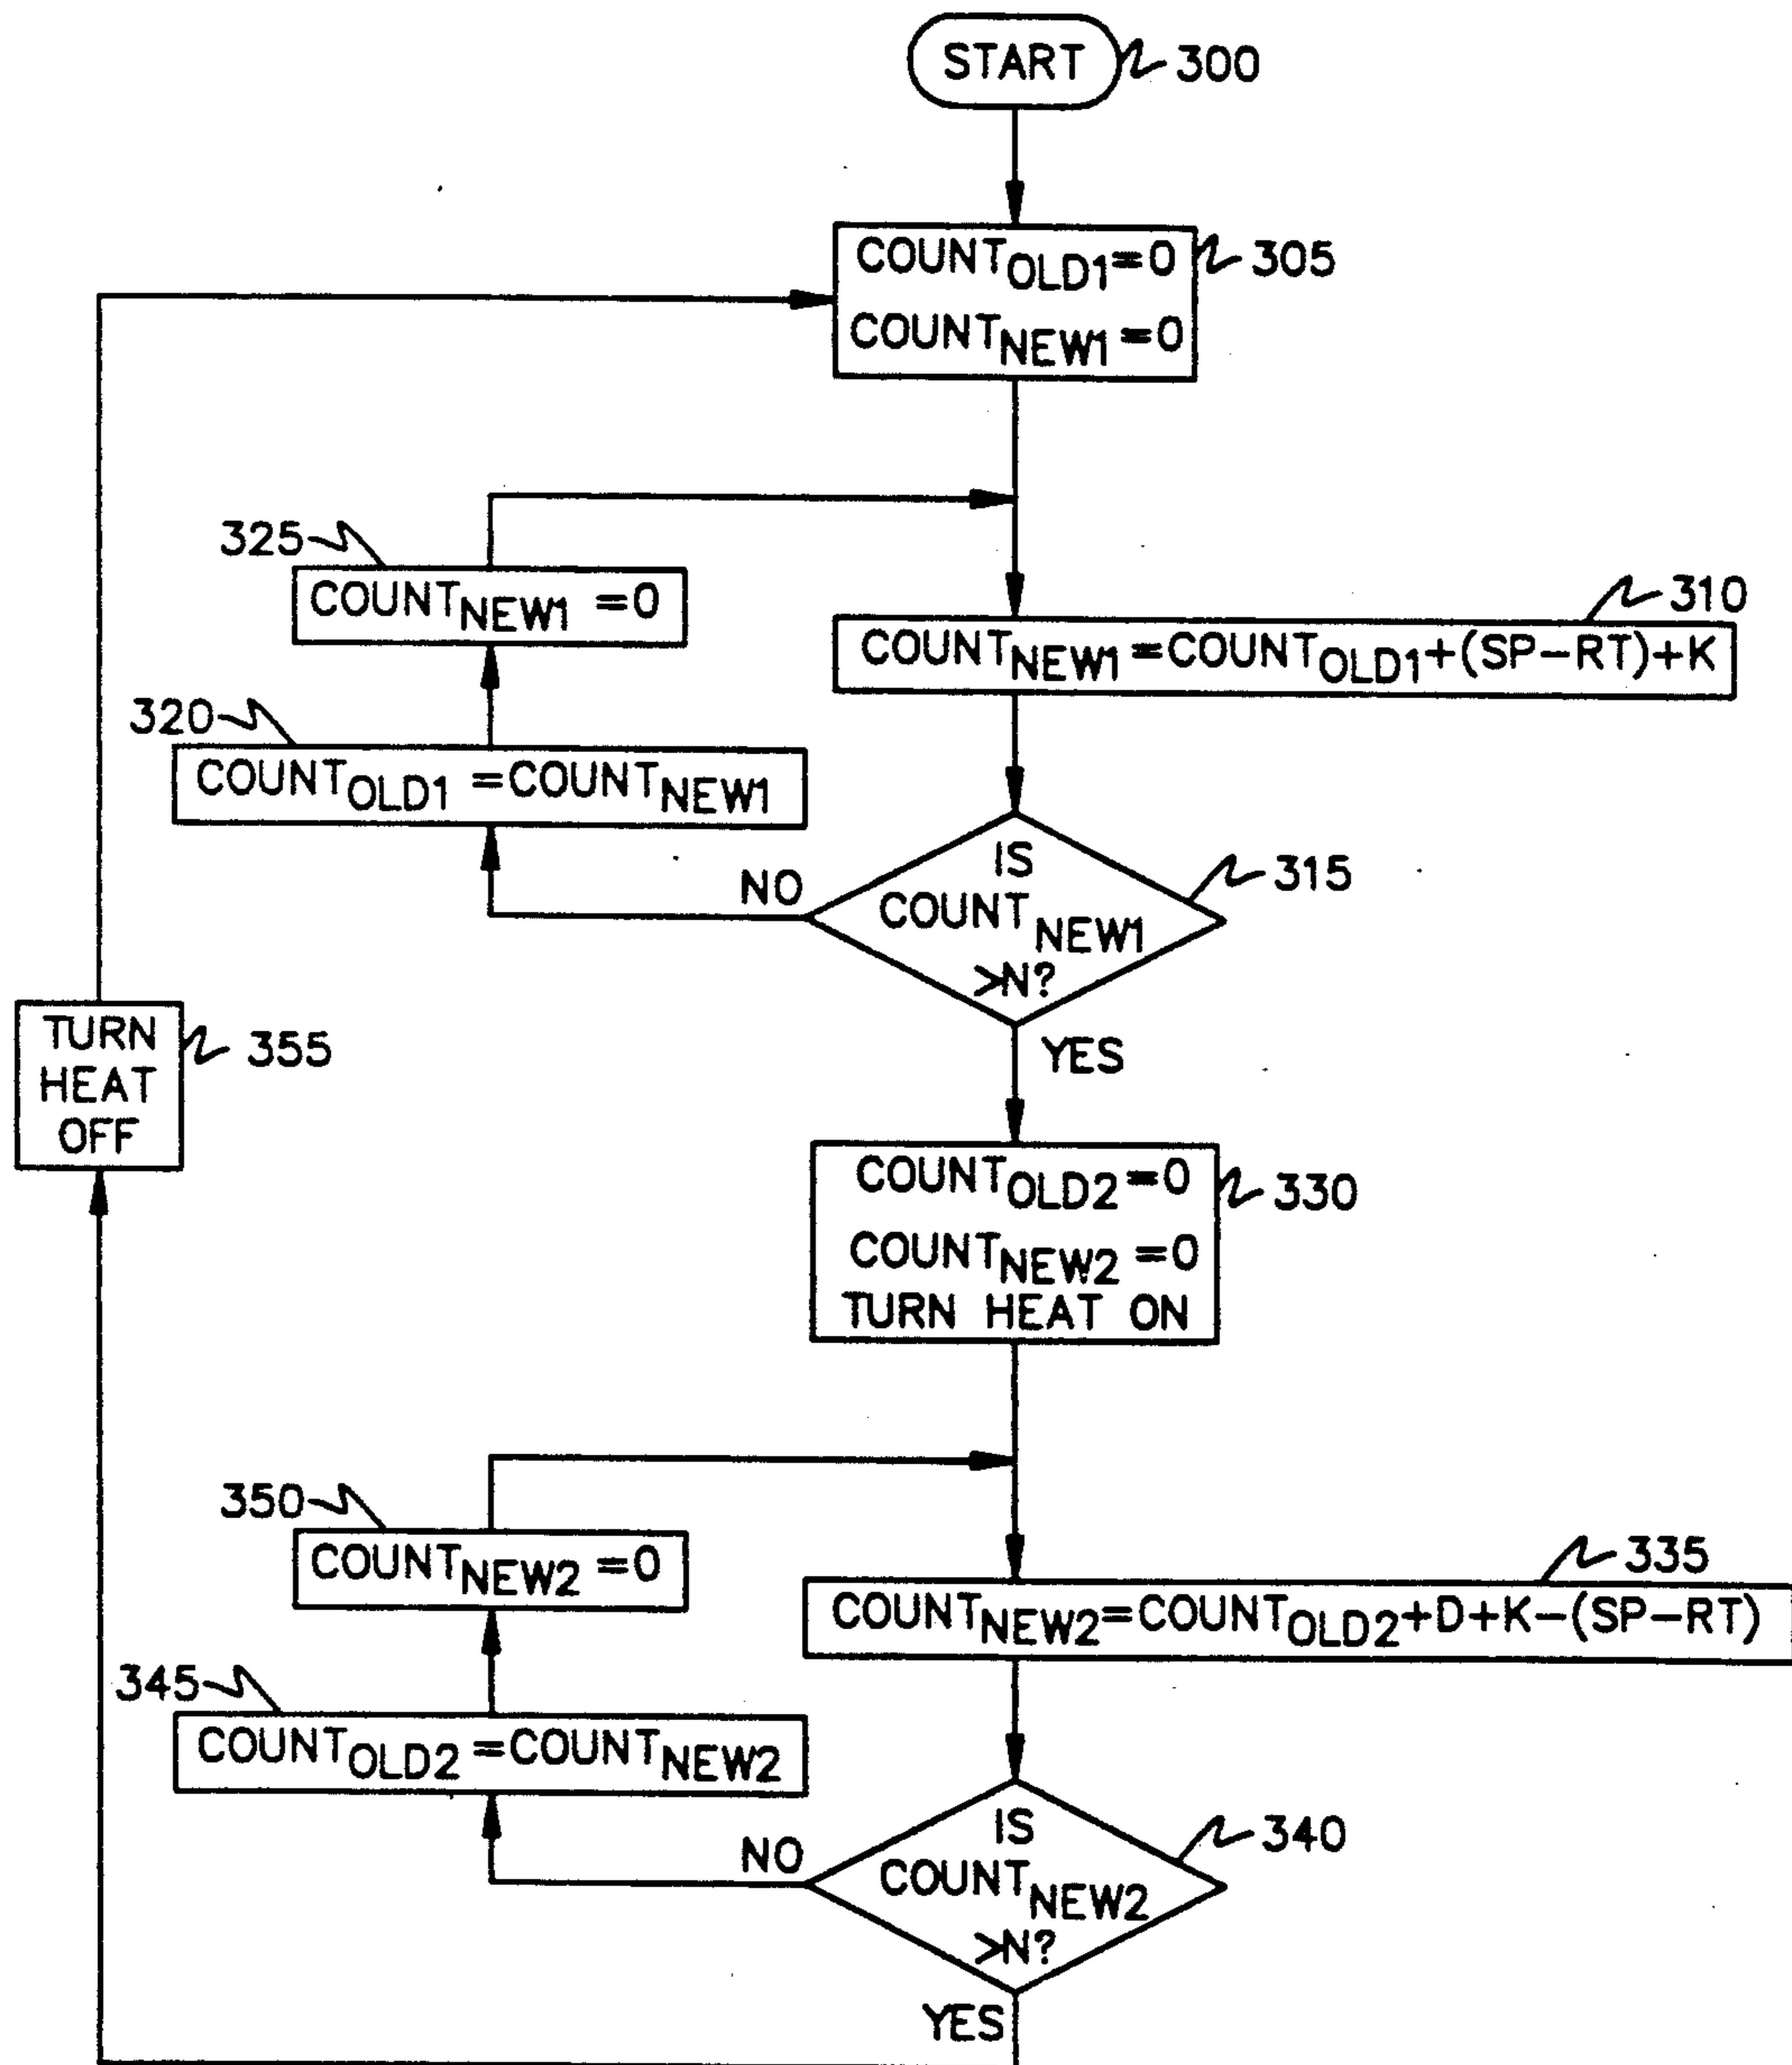 START 300
COUNTOLD1=0 305
COUNTNEW1=0
325
COUNTNEW1 =0
310
COUNTNEW1=COUNTOLD1+(SP-RT)+K
320
COUNTOLD1 =COUNTNEW1
IS
COUNTNEW1
>N?
315
NO
YES
TURN
HEAT
OFF
355
COUNTOLD2=0
COUNTNEW2=0
TURN HEAT ON
330
350
COUNTNEW2 =0
335
COUNTNEW2=COUNTOLD2+D+K-(SP-RT)
345
COUNTOLD2=COUNTNEW2
IS
COUNTNEW2
>N?
340
NO
YES